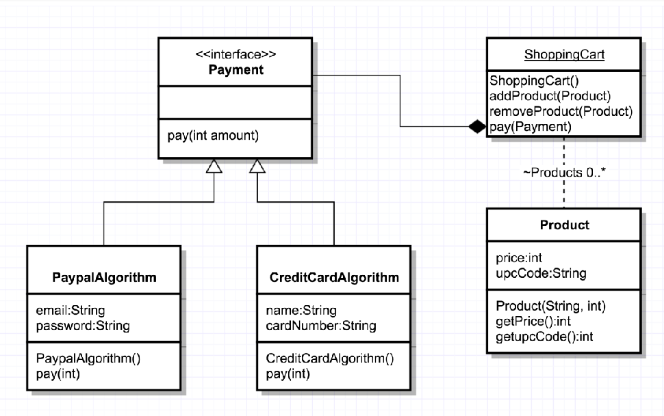 <<interface>>
Payment
pay(int amount)
ShoppingCart
ShoppingCart()
addProduct(Product)
removeProduct(Product)
pay(Payment)
~Products 0..*
Product
price:int
upcCode:String
Product(String, int)
getPrice():int
getupcCode():int
PaypalAlgorithm
email:String
password:String
PaypalAlgorithm()
pay(int)
CreditCardAlgorithm
name:String
cardNumber:String
CreditCardAlgorithm()
pay(int)